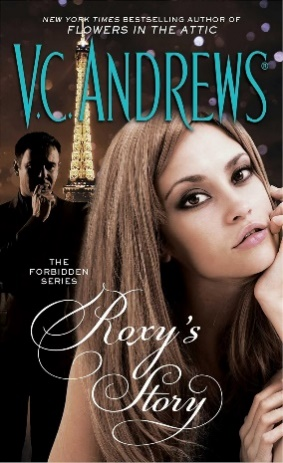 NEW YORK TIMES BESTSELLING AUTHOR OF
FLOWERS IN THE ATTIC
V.C. ANDREWS®
THE
FORBIDDEN
SERIES
Roxy's
Story